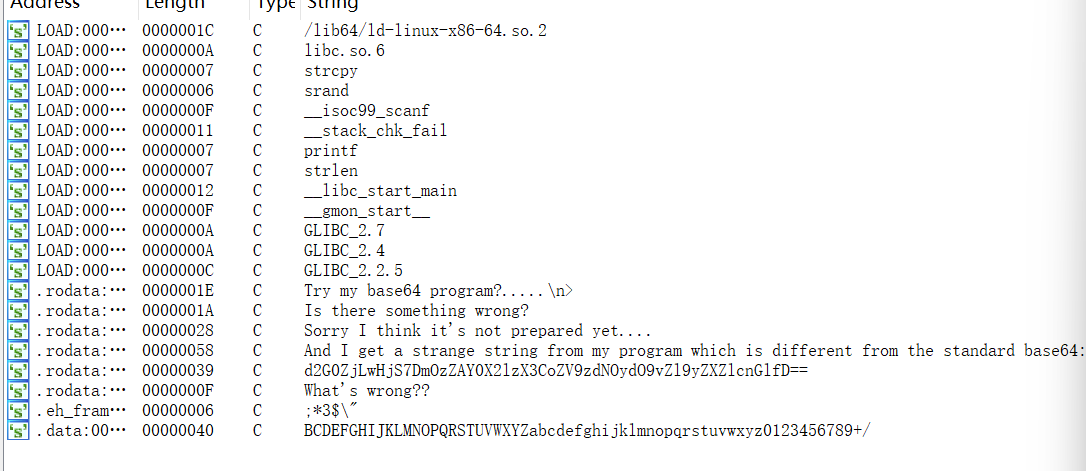 Address Length Type String
LOAD:000··· 0000001C C /lib64/ld-linux-x86-64.so.2
LOAD:000··· 0000000A C libc.so.6
LOAD:000··· 00000007 C strcpy
LOAD:000··· 00000006 C srand
LOAD:000··· 0000000F C __isoc99_scanf
LOAD:000··· 00000011 C __stack_chk_fail
LOAD:000··· 00000007 C printf
LOAD:000··· 00000007 C strlen
LOAD:000··· 00000012 C __libc_start_main
LOAD:000··· 0000000F C __gmon_start__
LOAD:000··· 0000000A C GLIBC_2.7
LOAD:000··· 0000000A C GLIBC_2.4
LOAD:000··· 0000000C C GLIBC_2.2.5
.rodata:··· 0000001E C Try my base64 program?.....\n>
.rodata:··· 0000001A C Is there something wrong?
.rodata:··· 00000028 C Sorry I think it's not prepared yet....
.rodata:··· 00000058 C And I get a strange string from my program which is different from the standard base64:
.rodata:··· 00000039 C d2G0ZjLwHjS7DmOzZAY0X2lzX3CoZV9zdNOydO9vZl9yZXZlcnGlfD==
.rodata:··· 0000000F C What's wrong??
.eh_fram··· 00000006 C ;*3$\"
.data:00··· 00000040 C BCDEFGHIJKLMNOPQRSTUVWXYZabcdefghijklmnopqrstuvwxyz0123456789+/